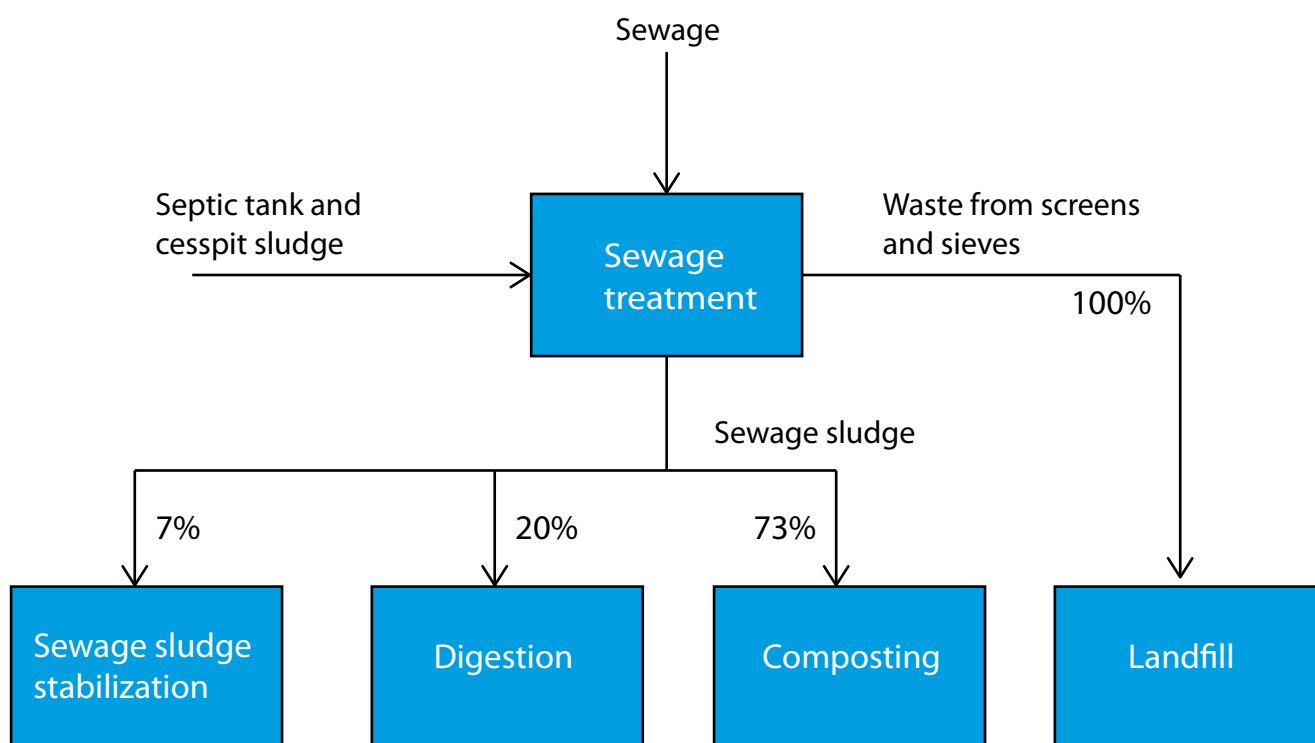 Sewage
Septic tank and
cesspit sludge
Sewage
treatment
Waste from screens
and sieves
100%
Sewage sludge
7%
20%
73%
Sewage sludge
stabilization
Digestion
Composting
Landfill